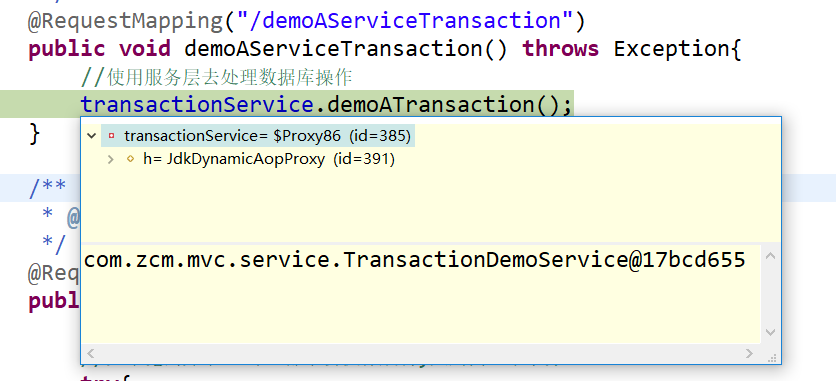 @RequestMapping("/demoAServiceTransaction")
public void demoAServiceTransaction() throws Exception{
//使用服务层去处理数据库操作
transactionService.demoATransaction();
}
transactionService= $Proxy86 (id=385)
h= JdkDynamicAopProxy (id=391)
/**
* @
*/
com.zcm.mvc.service.TransactionDemoService@17bcd655
@Req
publ
try{